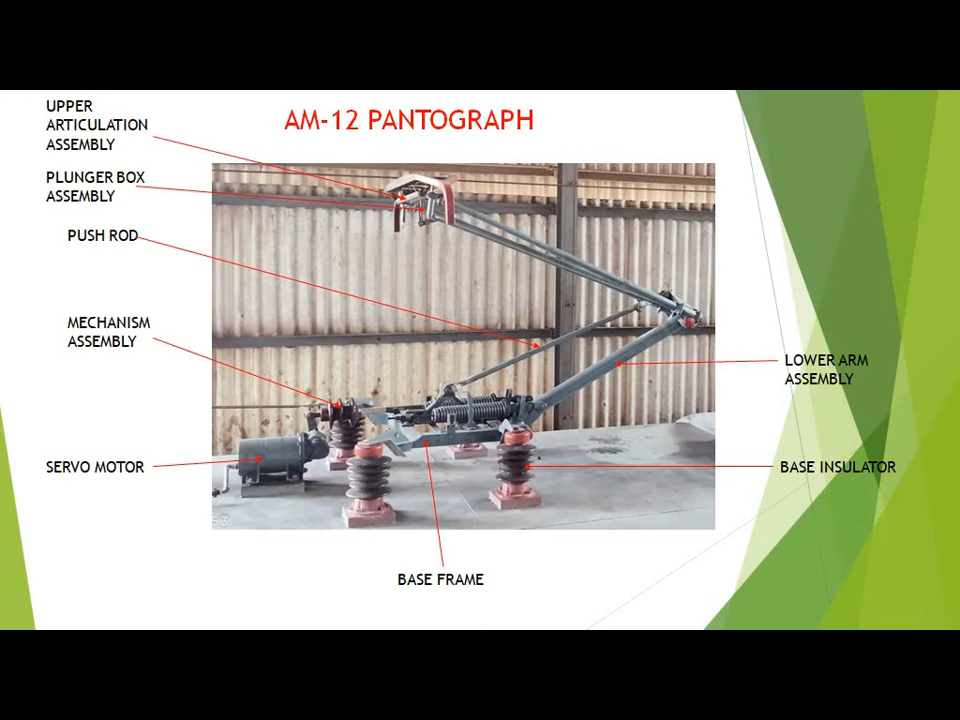 AM-12 PANTOGRAPH
UPPER
ARTICULATION
ASSEMBLY
PLUNGER BOX
ASSEMBLY
PUSH ROD
MECHANISM
ASSEMBLY
LOWER ARM
ASSEMBLY
SERVO MOTOR
BASE INSULATOR
53
BASE FRAME